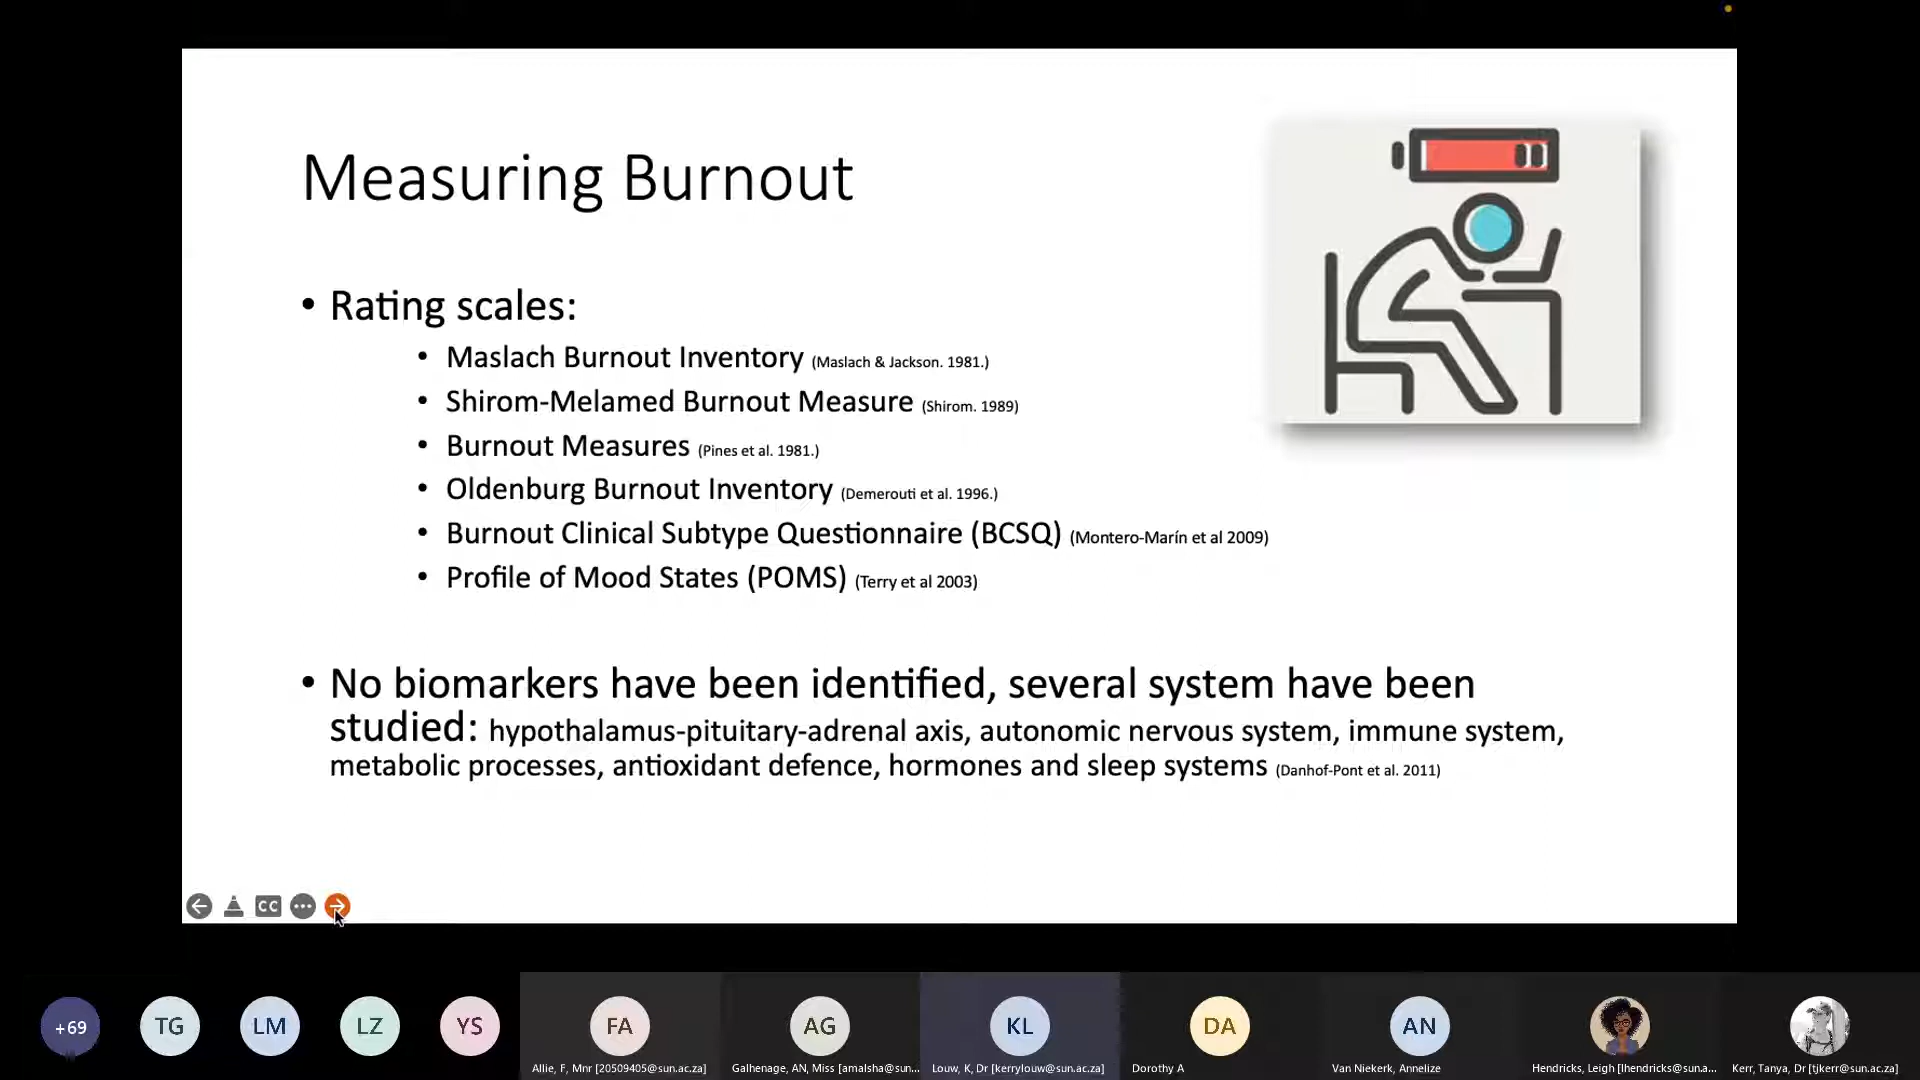 Measuring Burnout
• Rating scales:
• Maslach Burnout Inventory (Maslach & Jackson. 1981.)
• Shirom-Melamed Burnout Measure (Shirom. 1989)
• Burnout Measures (Pines et al. 1981.)
• Oldenburg Burnout Inventory (Demerouti et al. 1996.)
• Burnout Clinical Subtype Questionnaire (BCSQ) (Montero-Marín et al 2009)
• Profile of Mood States (POMS) (Terry et al 2003)
• No biomarkers have been identified, several system have been
studied: hypothalamus-pituitary-adrenal axis, autonomic nervous system, immune system,
metabolic processes, antioxidant defence, hormones and sleep systems (Danhof-Pont et al. 2011)
CC
+69
TG
LM
LZ
YS
FA
AG
KL
DA
AN
Allie, F, Mnr [20509405@sun.ac.za]
Galhenage, AN, Miss [amalsha@sun...
Louw, K, Dr [kerrylouw@sun.ac.za]
Dorothy A
Van Niekerk, Annelize
Hendricks, Leigh [lhendricks@sun.a...
Kerr, Tanya, Dr [tjkerr@sun.ac.za]